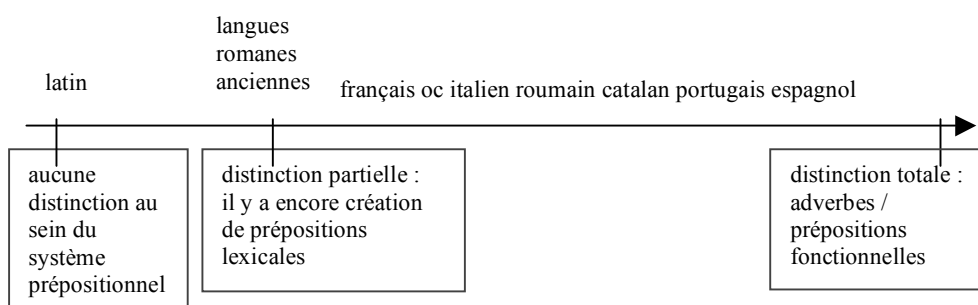 latin
langues
romanes
anciennes
français oc italien roumain catalan portugais espagnol
aucune
distinction au
sein du
système
prépositionnel
distinction partielle :
il y a encore création
de prépositions
lexicales
distinction totale :
adverbes /
prépositions
fonctionnelles